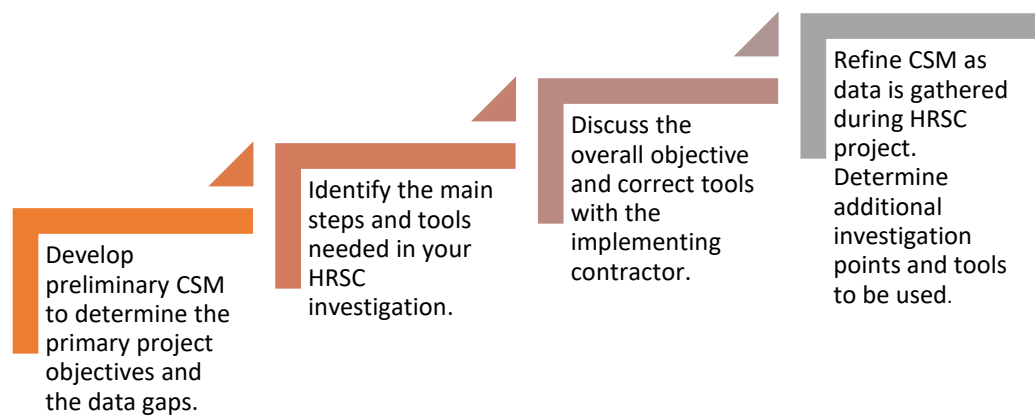 Develop
preliminary CSM
to determine the
primary project
objectives and
the data gaps.
Identify the main
steps and tools
needed in your
HRSC
investigation.
Discuss the
overall objective
and correct tools
with the
implementing
contractor.
Refine CSM as
data is gathered
during HRSC
project.
Determine
additional
investigation
points and tools
to be used.